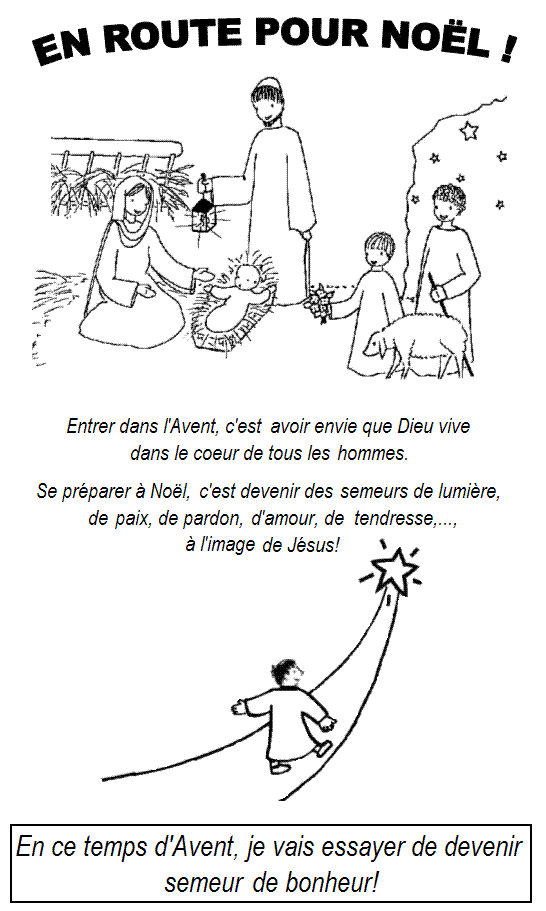 EN ROUTE POUR NOËL !
Entrer dans l'Avent, c'est avoir envie que Dieu vive
dans le coeur de tous les hommes.
Se préparer à Noël, c'est devenir des semeurs de lumière,
de paix, de pardon, d'amour, de tendresse,...,
à l'image de Jésus!
En ce temps d'Avent, je vais essayer de devenir
semeur de bonheur!